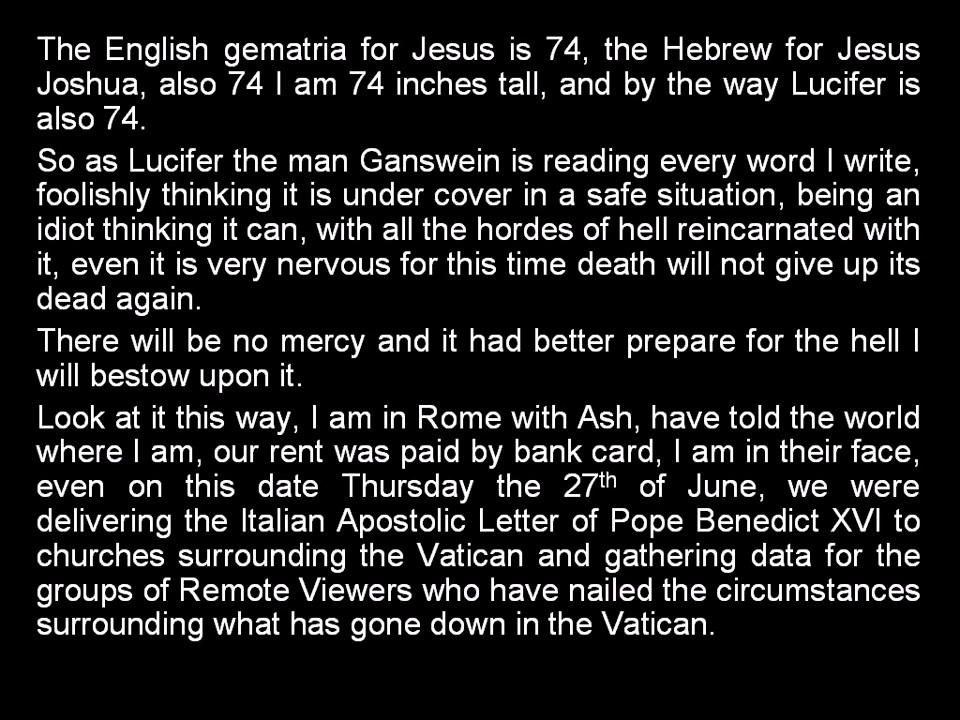 The English gematria for Jesus is 74, the Hebrew for Jesus
Joshua, also 74 I am 74 inches tall, and by the way Lucifer is
also 74.
So as Lucifer the man Ganswein is reading every word I write,
foolishly thinking it is under cover in a safe situation, being an
idiot thinking it can, with all the hordes of hell reincarnated with
it, even it is very nervous for this time death will not give up its
dead again.
There will be no mercy and it had better prepare for the hell I
will bestow upon it.
Look at it this way, I am in Rome with Ash, have told the world
where I am, our rent was paid by bank card, I am in their face,
even on this date Thursday the 27th of June, we were
delivering the Italian Apostolic Letter of Pope Benedict XVI to
churches surrounding the Vatican and gathering data for the
groups of Remote Viewers who have nailed the circumstances
surrounding what has gone down in the Vatican.